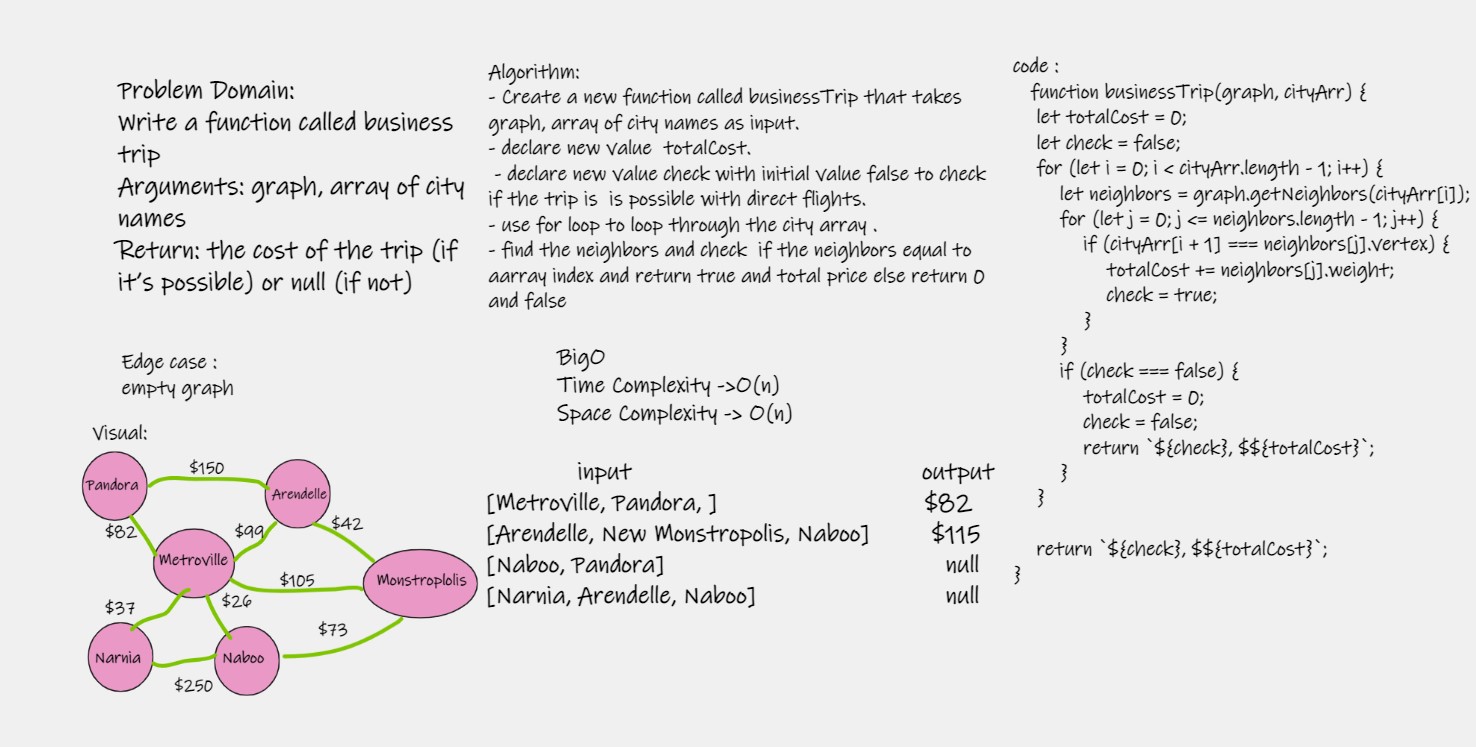 Problem Domain:
Write a function called business
trip
Arguments: graph, array of city
names
Return: the cost of the trip (if
it's possible) or null (if not)
Edge case :
empty graph
Visual:
Pandora
$150
Arendelle
$82
$99
$42
Metroville
$105
Monstroplolis
$37
$26
$73
Narnia
Naboo
$250
Algorithm:
- Create a new function called businessTrip that takes
graph, array of city names as input.
- declare new value  totalCost.
- declare new value check with initial value false to check
if the trip is  is possible with direct flights.
- use for loop to loop through the city array .
- find the neighbors and check  if the neighbors equal to
aarray index and return true and total price else return 0
and false
BigO
Time Complexity ->O(n)
Space Complexity -> O(n)
input output
[Metroville, Pandora, ] $82
[Arendelle, New Monstropolis, Naboo] $115
[Naboo, Pandora] null
[Narnia, Arendelle, Naboo] null
code :
function businessTrip(graph, cityArr) {
let totalCost = 0;
let check = false;
for (let i = 0; i < cityArr.length - 1; i++) {
let neighbors = graph.getNeighbors(cityArr[i]);
for (let j = 0; j <= neighbors.length - 1; j++) {
if (cityArr[i + 1] === neighbors[j].vertex) {
totalCost += neighbors[j].weight;
check = true;
}
}
if (check === false) {
totalCost = 0;
check = false;
return `${check}, $${totalCost}`;
}
}
return `${check}, $${totalCost}`;
}